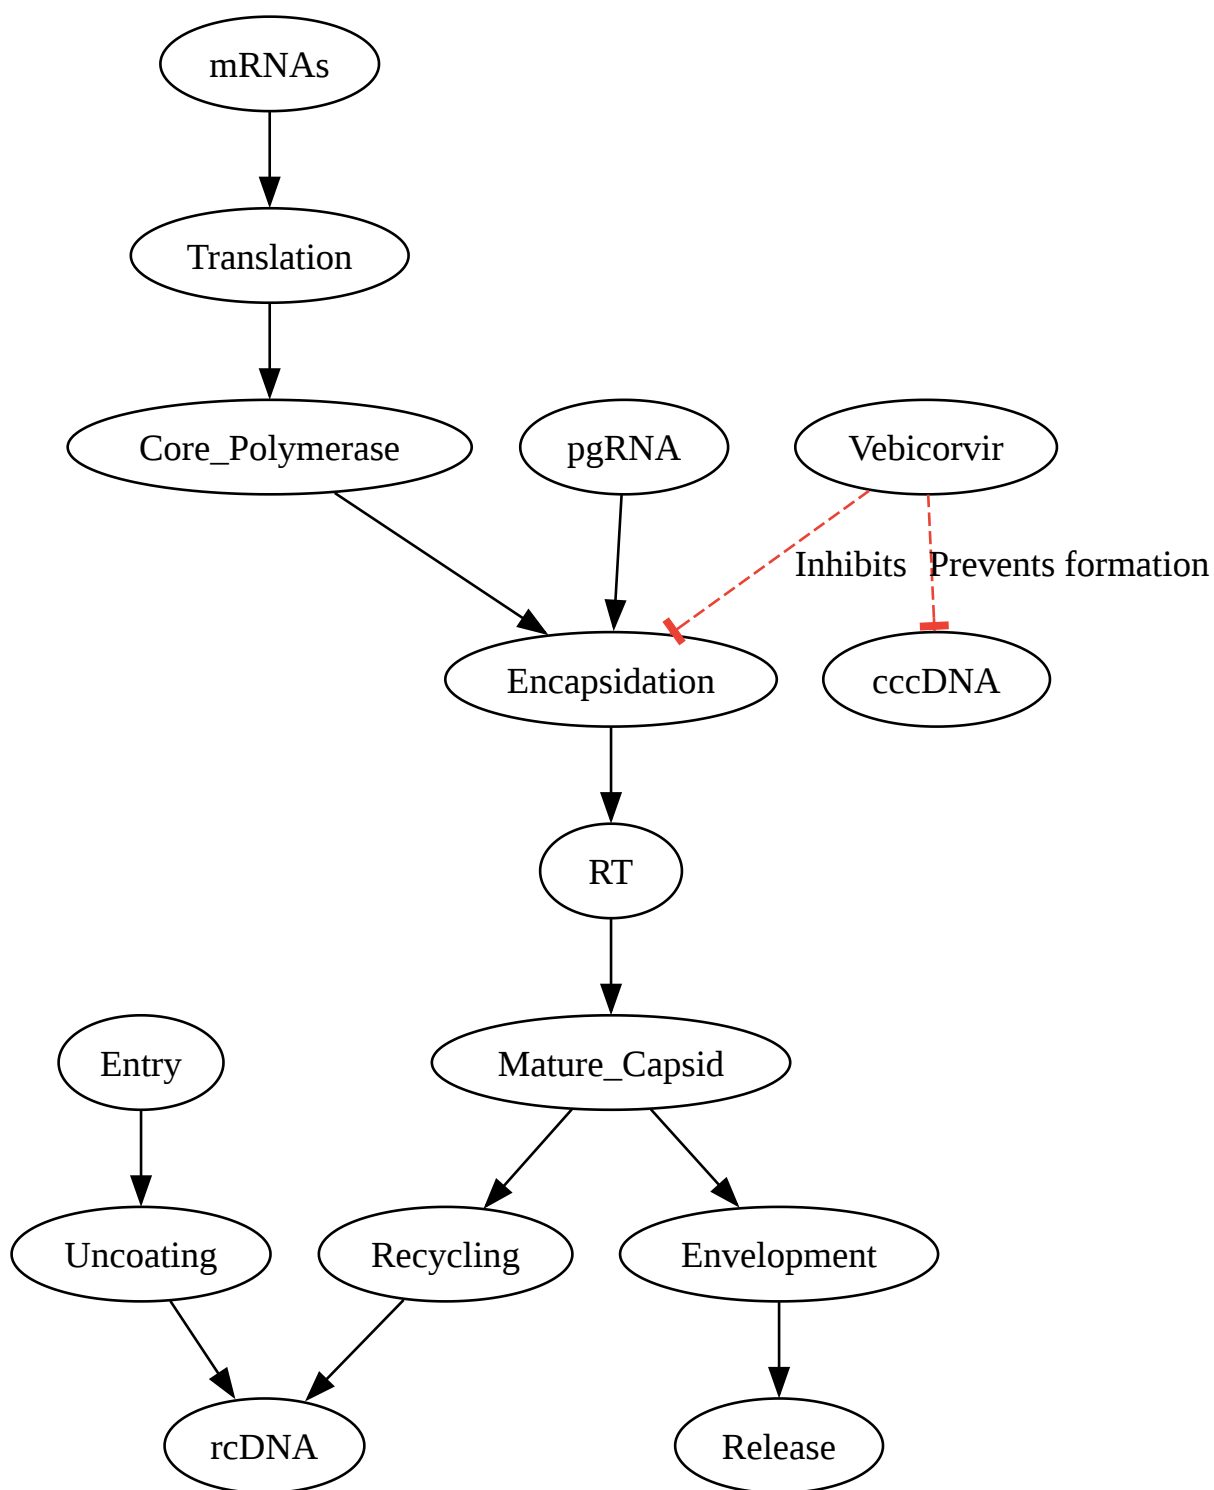 mRNAs
Translation
Core_Polymerase
pgRNA
Vebicorvir
Inhibits
Prevents formation
Encapsidation
cccDNA
RT
Entry
Mature_Capsid
Uncoating
Recycling
Envelopment
rcDNA
Release